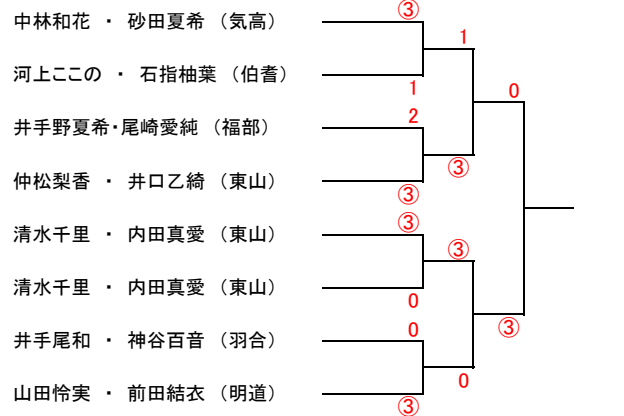 中林和花 ・ 砂田夏希 （気高）
③
1
河上ここの ・ 石指柚葉 （伯耆）
1
0
井手野夏希・尾崎愛純 （福部）
2
③
仲松梨香 ・ 井口乙綺 （東山）
③
清水千里 ・ 内田真愛 （東山）
③
③
清水千里 ・ 内田真愛 （東山）
0
③
井手尾和 ・ 神谷百音 （羽合）
0
0
山田怜実 ・ 前田結衣 （明道）
③